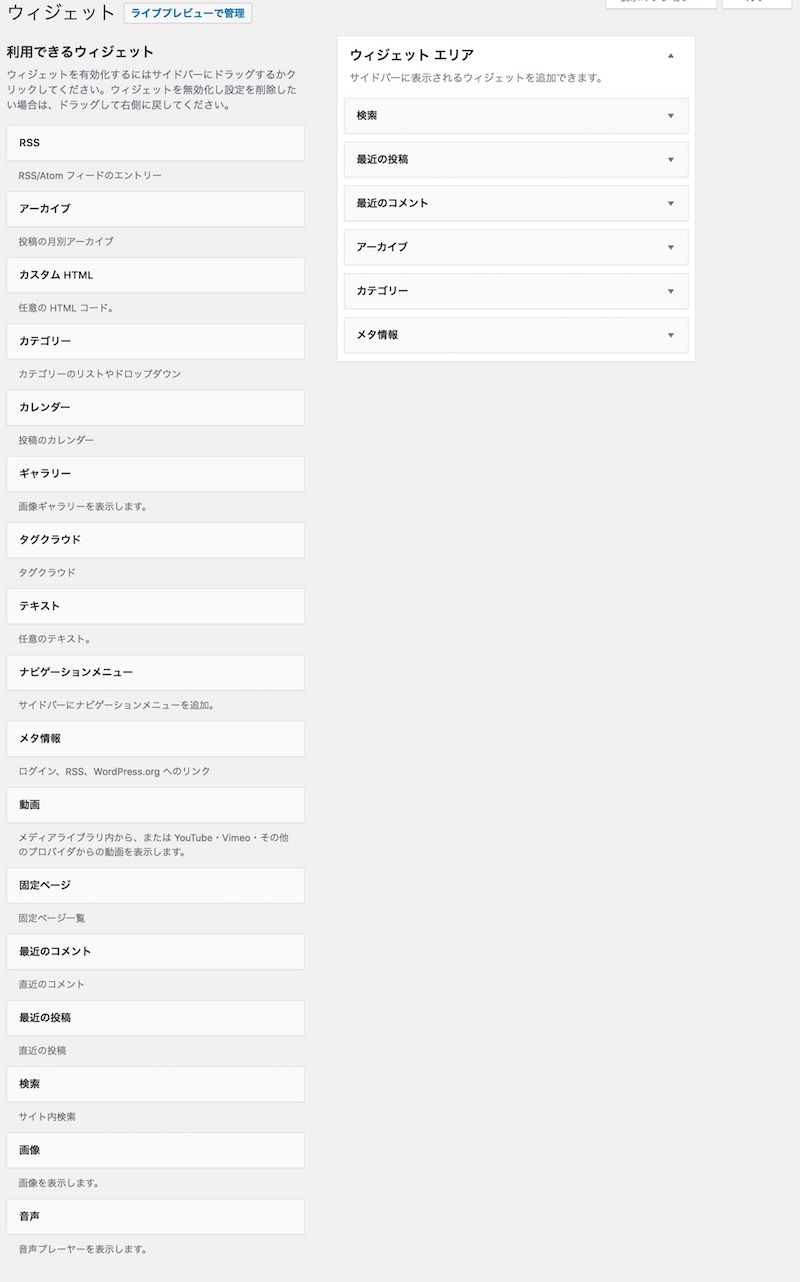 ウィジェット
ライブプレビューで管理
利用できるウィジェット
ウィジェットを有効化するにはサイドバーにドラッグするかク
リックしてください。ウィジェットを無効化し設定を削除した
い場合は、ドラッグして右側に戻してください。
RSS
RSS/Atom フィードのエントリー
アーカイブ
投稿の月別アーカイブ
カスタム HTML
任意の HTML コード。
カテゴリー
カテゴリーのリストやドロップダウン
カレンダー
投稿のカレンダー
ギャラリー
画像ギャラリーを表示します。
タグクラウド
タグクラウド
テキスト
任意のテキスト。
ナビゲーションメニュー
サイドバーにナビゲーションメニューを追加。
メタ情報
ログイン、RSS、WordPress.org へのリンク
動画
メディアライブラリ内から、または YouTube・Vimeo・その他
のプロバイダからの動画を表示します。
固定ページ
固定ページ一覧
最近のコメント
直近のコメント
最近の投稿
直近の投稿
検索
サイト内検索
画像
画像を表示します。
音声
音声プレーヤーを表示します。
ウィジェット エリア
サイドバーに表示されるウィジェットを追加できます。
検索
最近の投稿
最近のコメント
アーカイブ
カテゴリー
メタ情報